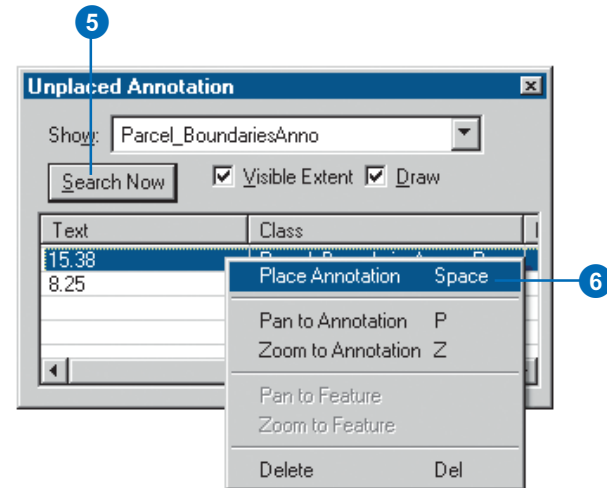 5
Unplaced Annotation
Show: Parcel_BoundariesAnno
Search Now Visible Extent Draw
Text Class
15.38
8.25
Place Annotation Space
6
Pan to Annotation P
Zoom to Annotation Z
Pan to Feature
Zoom to Feature
Delete Del